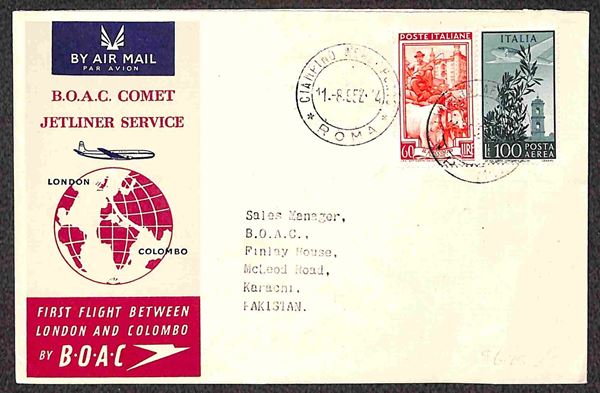 BY AIR MAIL
PAR AVION
B.O.A.C. COMET
JETLINER SERVICE
LONDON
COLOMBO
FIRST FLIGHT BETWEEN
LONDON AND COLOMBO
BY B·O·A·C
CIAMPINO
11.-8.52
* ROMA *
POSTE ITALIANE
60 LIRE
ITALIA
L. 100 POSTA
AEREA
Sales Manager,
B.O.A.C.,
Finlay House,
McLeod Road,
Karachi,
PAKISTAN.